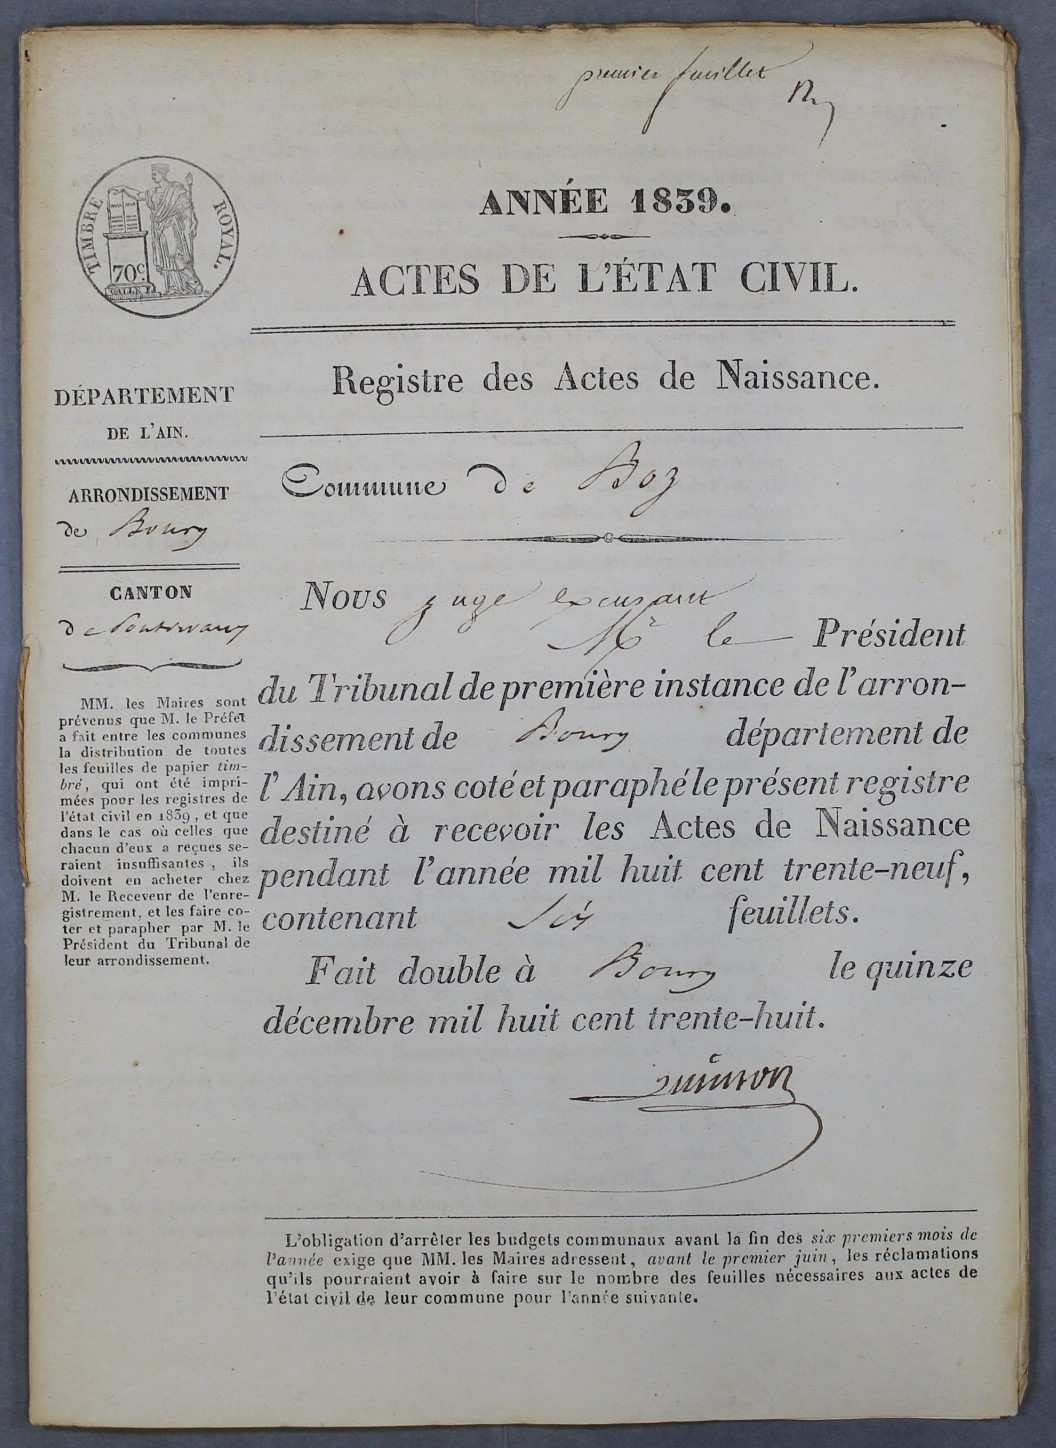 premier feuillet
TIMBRE ROYAL.
70c.
ANNÉE 1839.
ACTES DE L'ÉTAT CIVIL.
Registre des Actes de Naissance.
DÉPARTEMENT
DE L'AIN.
ARRONDISSEMENT
de Bourg
CANTON
de Pontdevaux
MM. les Maires sont
prévenus que M. le Préfet
a fait entre les communes
la distribution de toutes
les feuilles de papier tim-
bré, qui ont été impri-
mées pour les registres de
l'état civil en 1839, et que
dans le cas où celles que
chacun d'eux a reçues se-
raient insuffisantes, ils
doivent en acheter chez
M. le Receveur de l'enre-
gistrement, et les faire co-
ter et parapher par M. le
Président du Tribunal de
leur arrondissement.
Commune de Boz
Nous juge excusant
Mr le Président
du Tribunal de première instance de l'arron-
dissement de Bourg département de
l'Ain, avons coté et paraphé le présent registre
destiné à recevoir les Actes de Naissance
pendant l'année mil huit cent trente-neuf,
contenant Six feuillets.
Fait double à Bourg le quinze
décembre mil huit cent trente-huit.
L'obligation d'arrêter les budgets communaux avant la fin des six premiers mois de
l'année exige que MM. les Maires adressent, avant le premier juin, les réclamations
qu'ils pourraient avoir à faire sur le nombre des feuilles nécessaires aux actes de
l'état civil de leur commune pour l'année suivante.